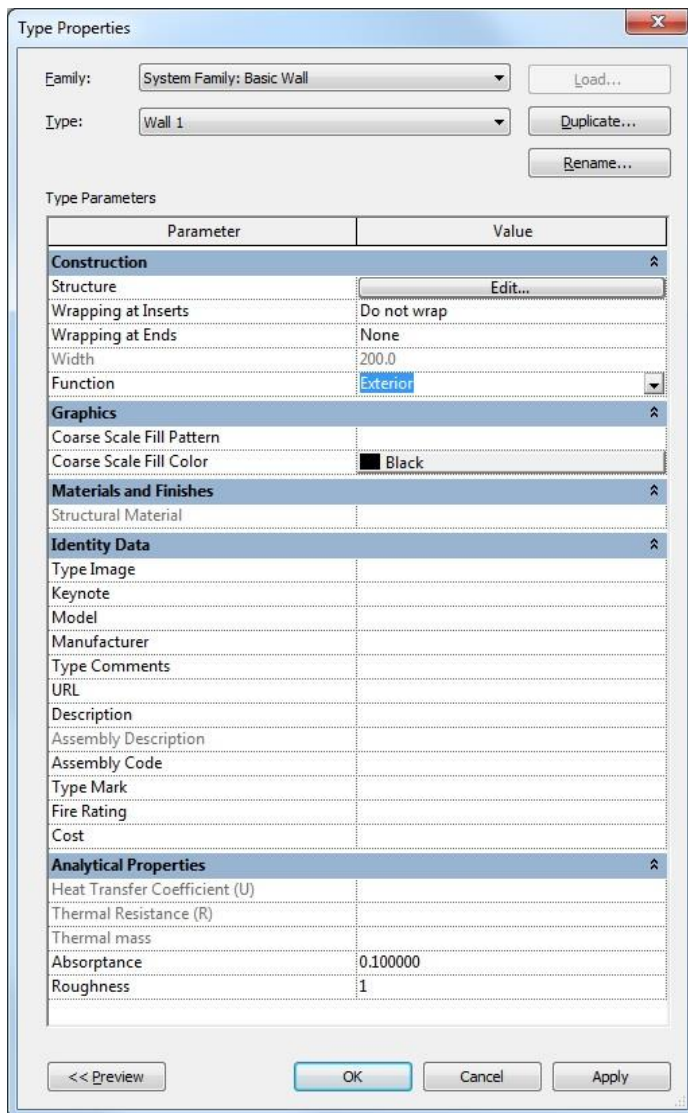 Type Properties
Family: System Family: Basic Wall Load...
Type: Wall 1 Duplicate...
Rename...
Type Parameters
Parameter Value
Construction
Structure Edit...
Wrapping at Inserts Do not wrap
Wrapping at Ends None
Width 200.0
Function Exterior
Graphics
Coarse Scale Fill Pattern
Coarse Scale Fill Color Black
Materials and Finishes
Structural Material
Identity Data
Type Image
Keynote
Model
Manufacturer
Type Comments
URL
Description
Assembly Description
Assembly Code
Type Mark
Fire Rating
Cost
Analytical Properties
Heat Transfer Coefficient (U)
Thermal Resistance (R)
Thermal mass
Absorptance 0.100000
Roughness 1
<< Preview OK Cancel Apply